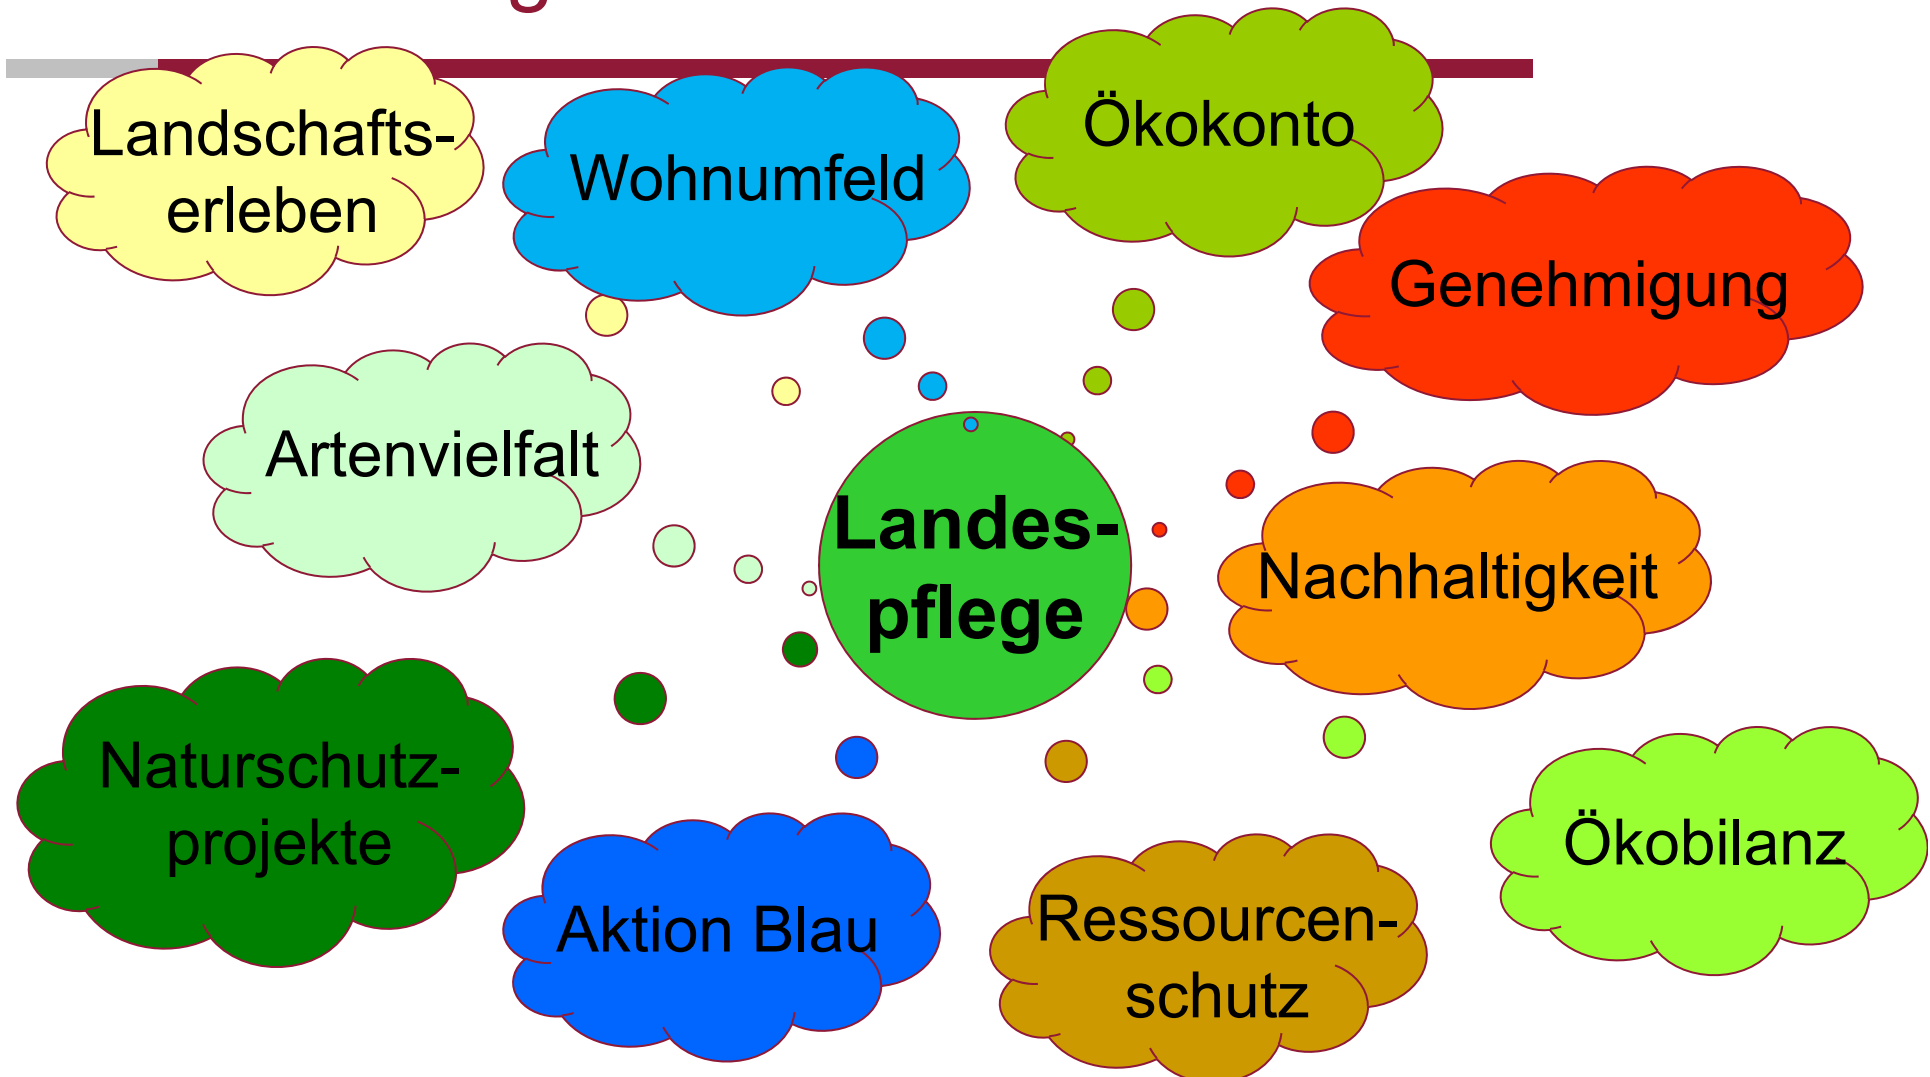 Landschafts-
erleben
Wohnumfeld
Ökokonto
Genehmigung
Artenvielfalt
Landes-
pflege
Nachhaltigkeit
Naturschutz-
projekte
Aktion Blau
Ressourcen-
schutz
Ökobilanz